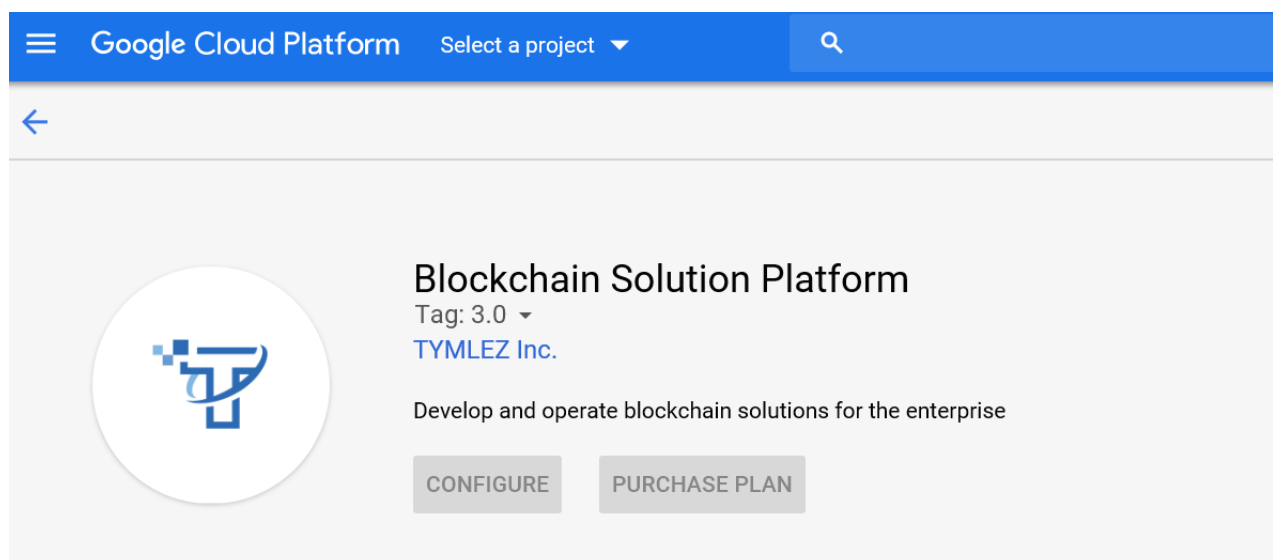 Google Cloud Platform Select a project
Blockchain Solution Platform
Tag: 3.0
TYMLEZ Inc.
Develop and operate blockchain solutions for the enterprise
CONFIGURE PURCHASE PLAN